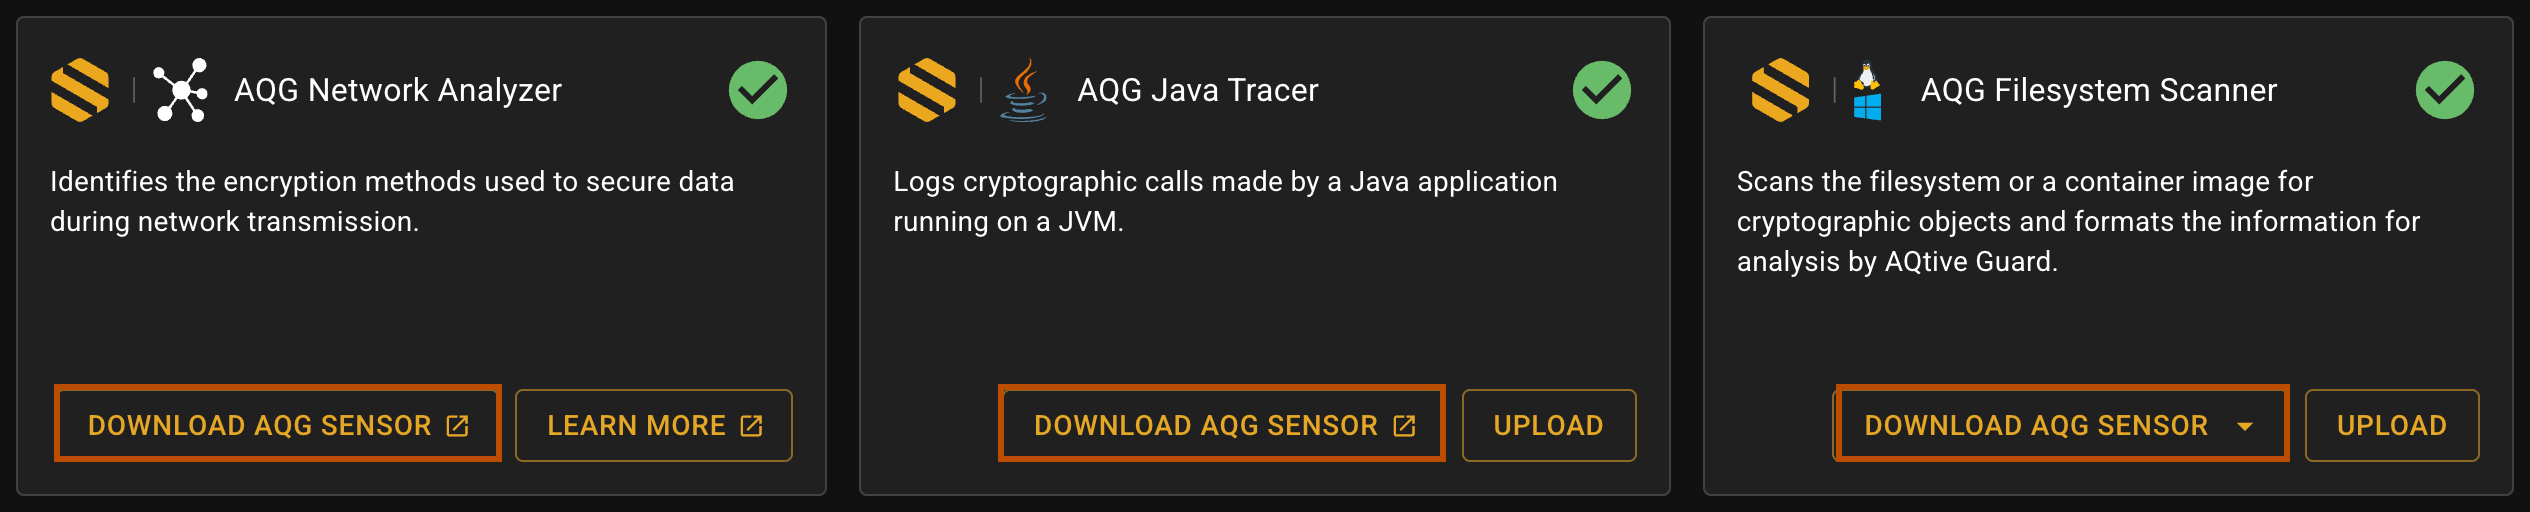 AQG Network Analyzer
Identifies the encryption methods used to secure data
during network transmission.
DOWNLOAD AQG SENSOR
LEARN MORE
AQG Java Tracer
Logs cryptographic calls made by a Java application
running on a JVM.
DOWNLOAD AQG SENSOR
UPLOAD
AQG Filesystem Scanner
Scans the filesystem or a container image for
cryptographic objects and formats the information for
analysis by AQtive Guard.
DOWNLOAD AQG SENSOR
UPLOAD